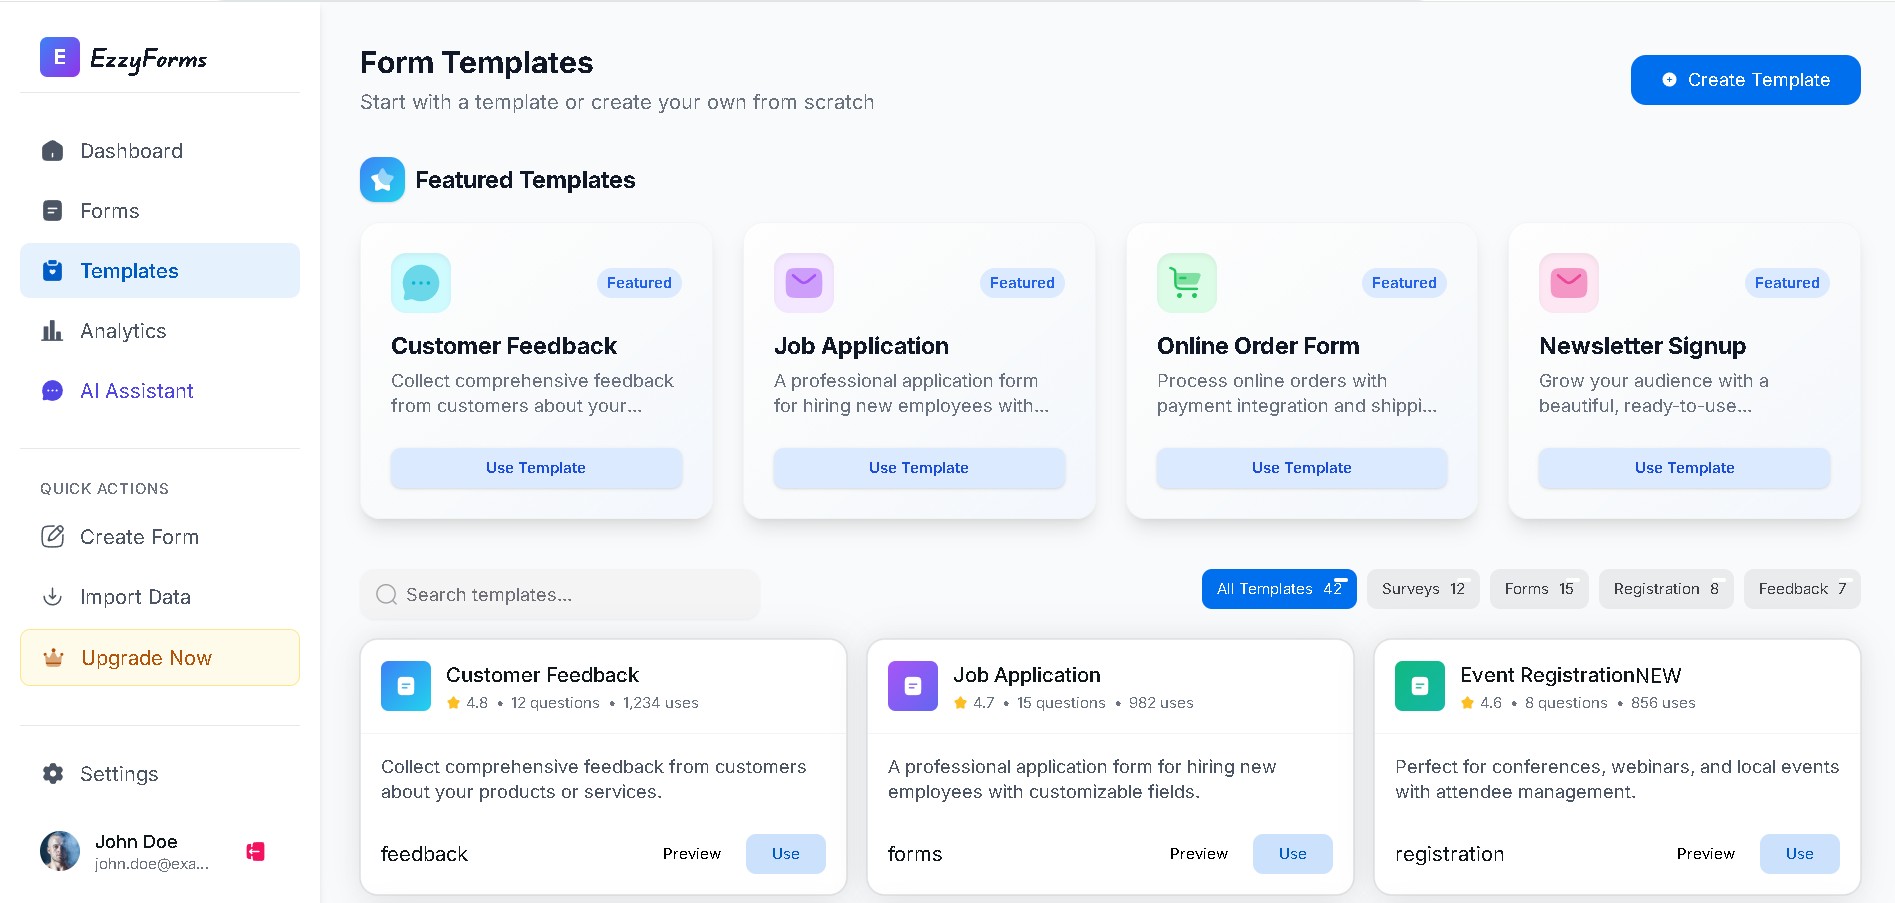 E EzzyForms
Dashboard
Forms
Templates
Analytics
AI Assistant
QUICK ACTIONS
Create Form
Import Data
Upgrade Now
Settings
John Doe
john.doe@exa...
Form Templates
Start with a template or create your own from scratch
Create Template
Featured Templates
Featured
Customer Feedback
Collect comprehensive feedback
from customers about your...
Use Template
Featured
Job Application
A professional application form
for hiring new employees with...
Use Template
Featured
Online Order Form
Process online orders with
payment integration and shippi...
Use Template
Featured
Newsletter Signup
Grow your audience with a
beautiful, ready-to-use...
Use Template
Search templates...
All Templates 42 Surveys 12 Forms 15 Registration 8 Feedback 7
Customer Feedback
4.8 • 12 questions • 1,234 uses
Collect comprehensive feedback from customers
about your products or services.
feedback Preview Use
Job Application
4.7 • 15 questions • 982 uses
A professional application form for hiring new
employees with customizable fields.
forms Preview Use
Event RegistrationNEW
4.6 • 8 questions • 856 uses
Perfect for conferences, webinars, and local events
with attendee management.
registration Preview Use